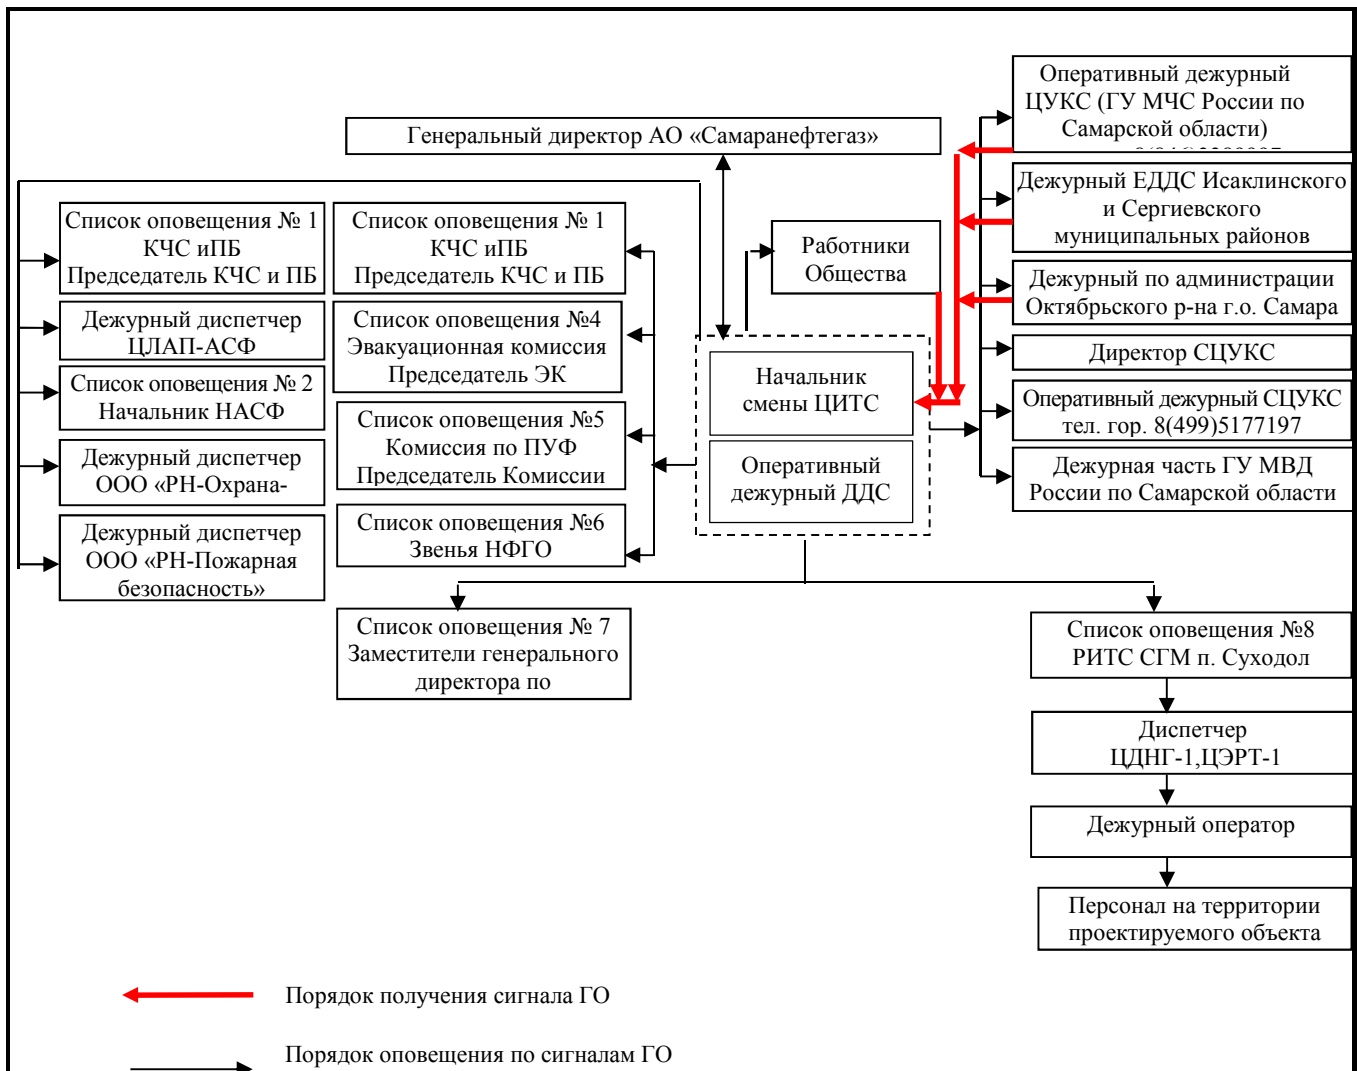 Генеральный директор АО «Самаранефтегаз»
Оперативный дежурный
ЦУКС (ГУ МЧС России по
Самарской области)
Дежурный ЕДДС Исаклинского
и Сергиевского
муниципальных районов
Дежурный по администрации
Октябрьского р-на г.о. Самара
Директор СЦУКС
Оперативный дежурный СЦУКС
тел. гор. 8(499)5177197
Дежурная часть ГУ МВД
России по Самарской области
Список оповещения № 1
КЧС иПБ
Председатель КЧС и ПБ
Дежурный диспетчер
ЦЛАП-АСФ
Список оповещения № 2
Начальник НАСФ
Дежурный диспетчер
ООО «РН-Охрана-
Дежурный диспетчер
ООО «РН-Пожарная
безопасность»
Список оповещения № 1
КЧС иПБ
Председатель КЧС и ПБ
Список оповещения №4
Эвакуационная комиссия
Председатель ЭК
Список оповещения №5
Комиссия по ПУФ
Председатель Комиссии
Список оповещения №6
Звенья НФГО
Работники
Общества
Начальник
смены ЦИТС
Оперативный
дежурный ДДС
Список оповещения № 7
Заместители генерального
директора по
Список оповещения №8
РИТС СГМ п. Суходол
Диспетчер
ЦДНГ-1,ЦЭРТ-1
Дежурный оператор
Персонал на территории
проектируемого объекта
Порядок получения сигнала ГО
Порядок оповещения по сигналам ГО